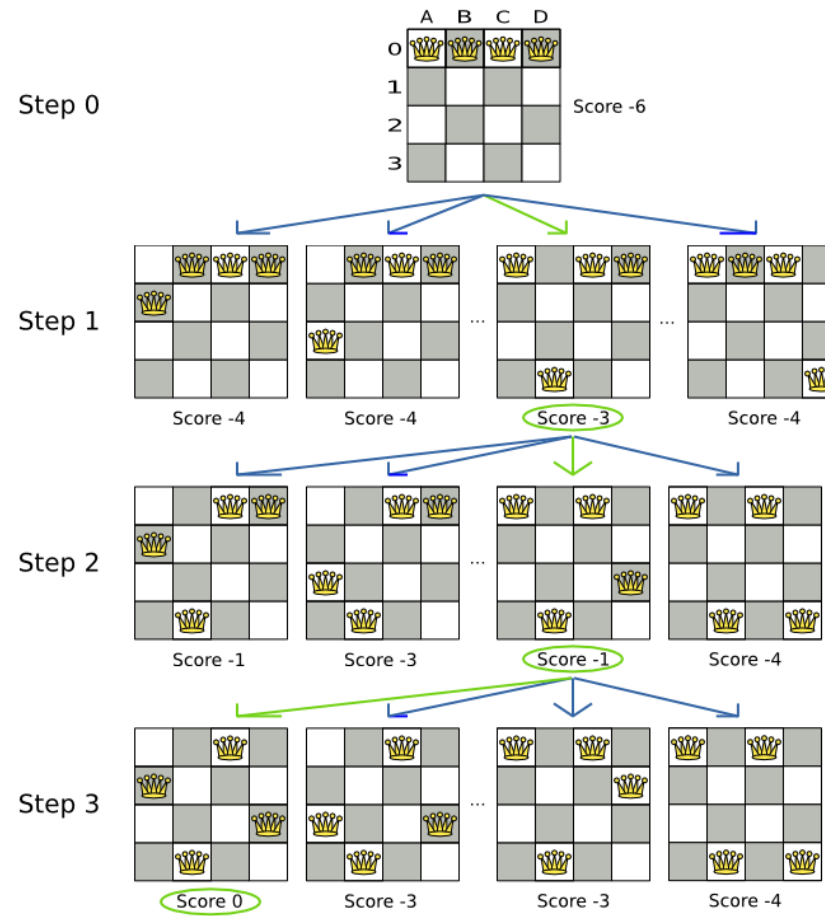 A B C D
0
1
2
3
Step 0
Score -6
Step 1
...
...
Score -4
Score -4
Score -3
Score -4
Step 2
...
Score -1
Score -3
Score -1
Score -4
Step 3
...
Score 0
Score -3
Score -3
Score -4